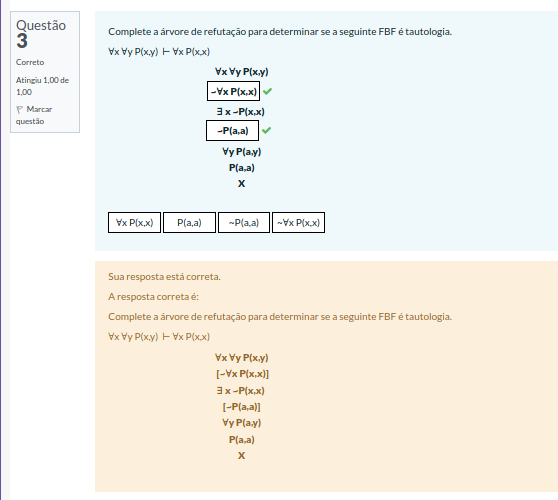 Questão
3
Correto
Atingiu 1,00 de
1,00
Marcar
questão
Complete a árvore de refutação para determinar se a seguinte FBF é tautologia.
∀x ∀y P(x,y) ⊢ ∀x P(x,x)
∀x ∀y P(x,y)
~∀x P(x,x)
∃ x ~P(x,x)
~P(a,a)
∀y P(a,y)
P(a,a)
X
∀x P(x,x) P(a,a) ~P(a,a) ~∀x P(x,x)
Sua resposta está correta.
A resposta correta é:
Complete a árvore de refutação para determinar se a seguinte FBF é tautologia.
∀x ∀y P(x,y) ⊢ ∀x P(x,x)
∀x ∀y P(x,y)
[~∀x P(x,x)]
∃ x ~P(x,x)
[~P(a,a)]
∀y P(a,y)
P(a,a)
X